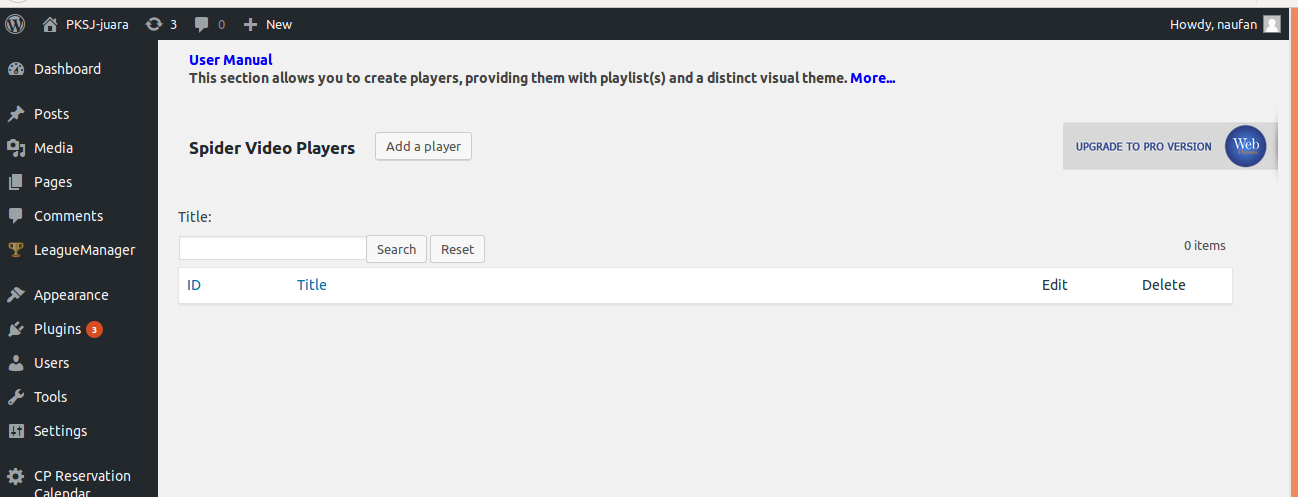 PKSJ-juara 3 0 New Howdy, naufan
Dashboard
Posts
Media
Pages
Comments
LeagueManager
Appearance
Plugins 3
Users
Tools
Settings
CP Reservation
Calendar
User Manual
This section allows you to create players, providing them with playlist(s) and a distinct visual theme. More...
Spider Video Players Add a player UPGRADE TO PRO VERSION Web
Title:
Search Reset 0 items
ID Title Edit Delete